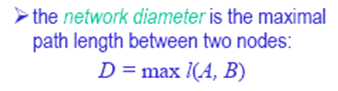 ➢ the network diameter is the maximal
path length between two nodes:
D = max l(A, B)